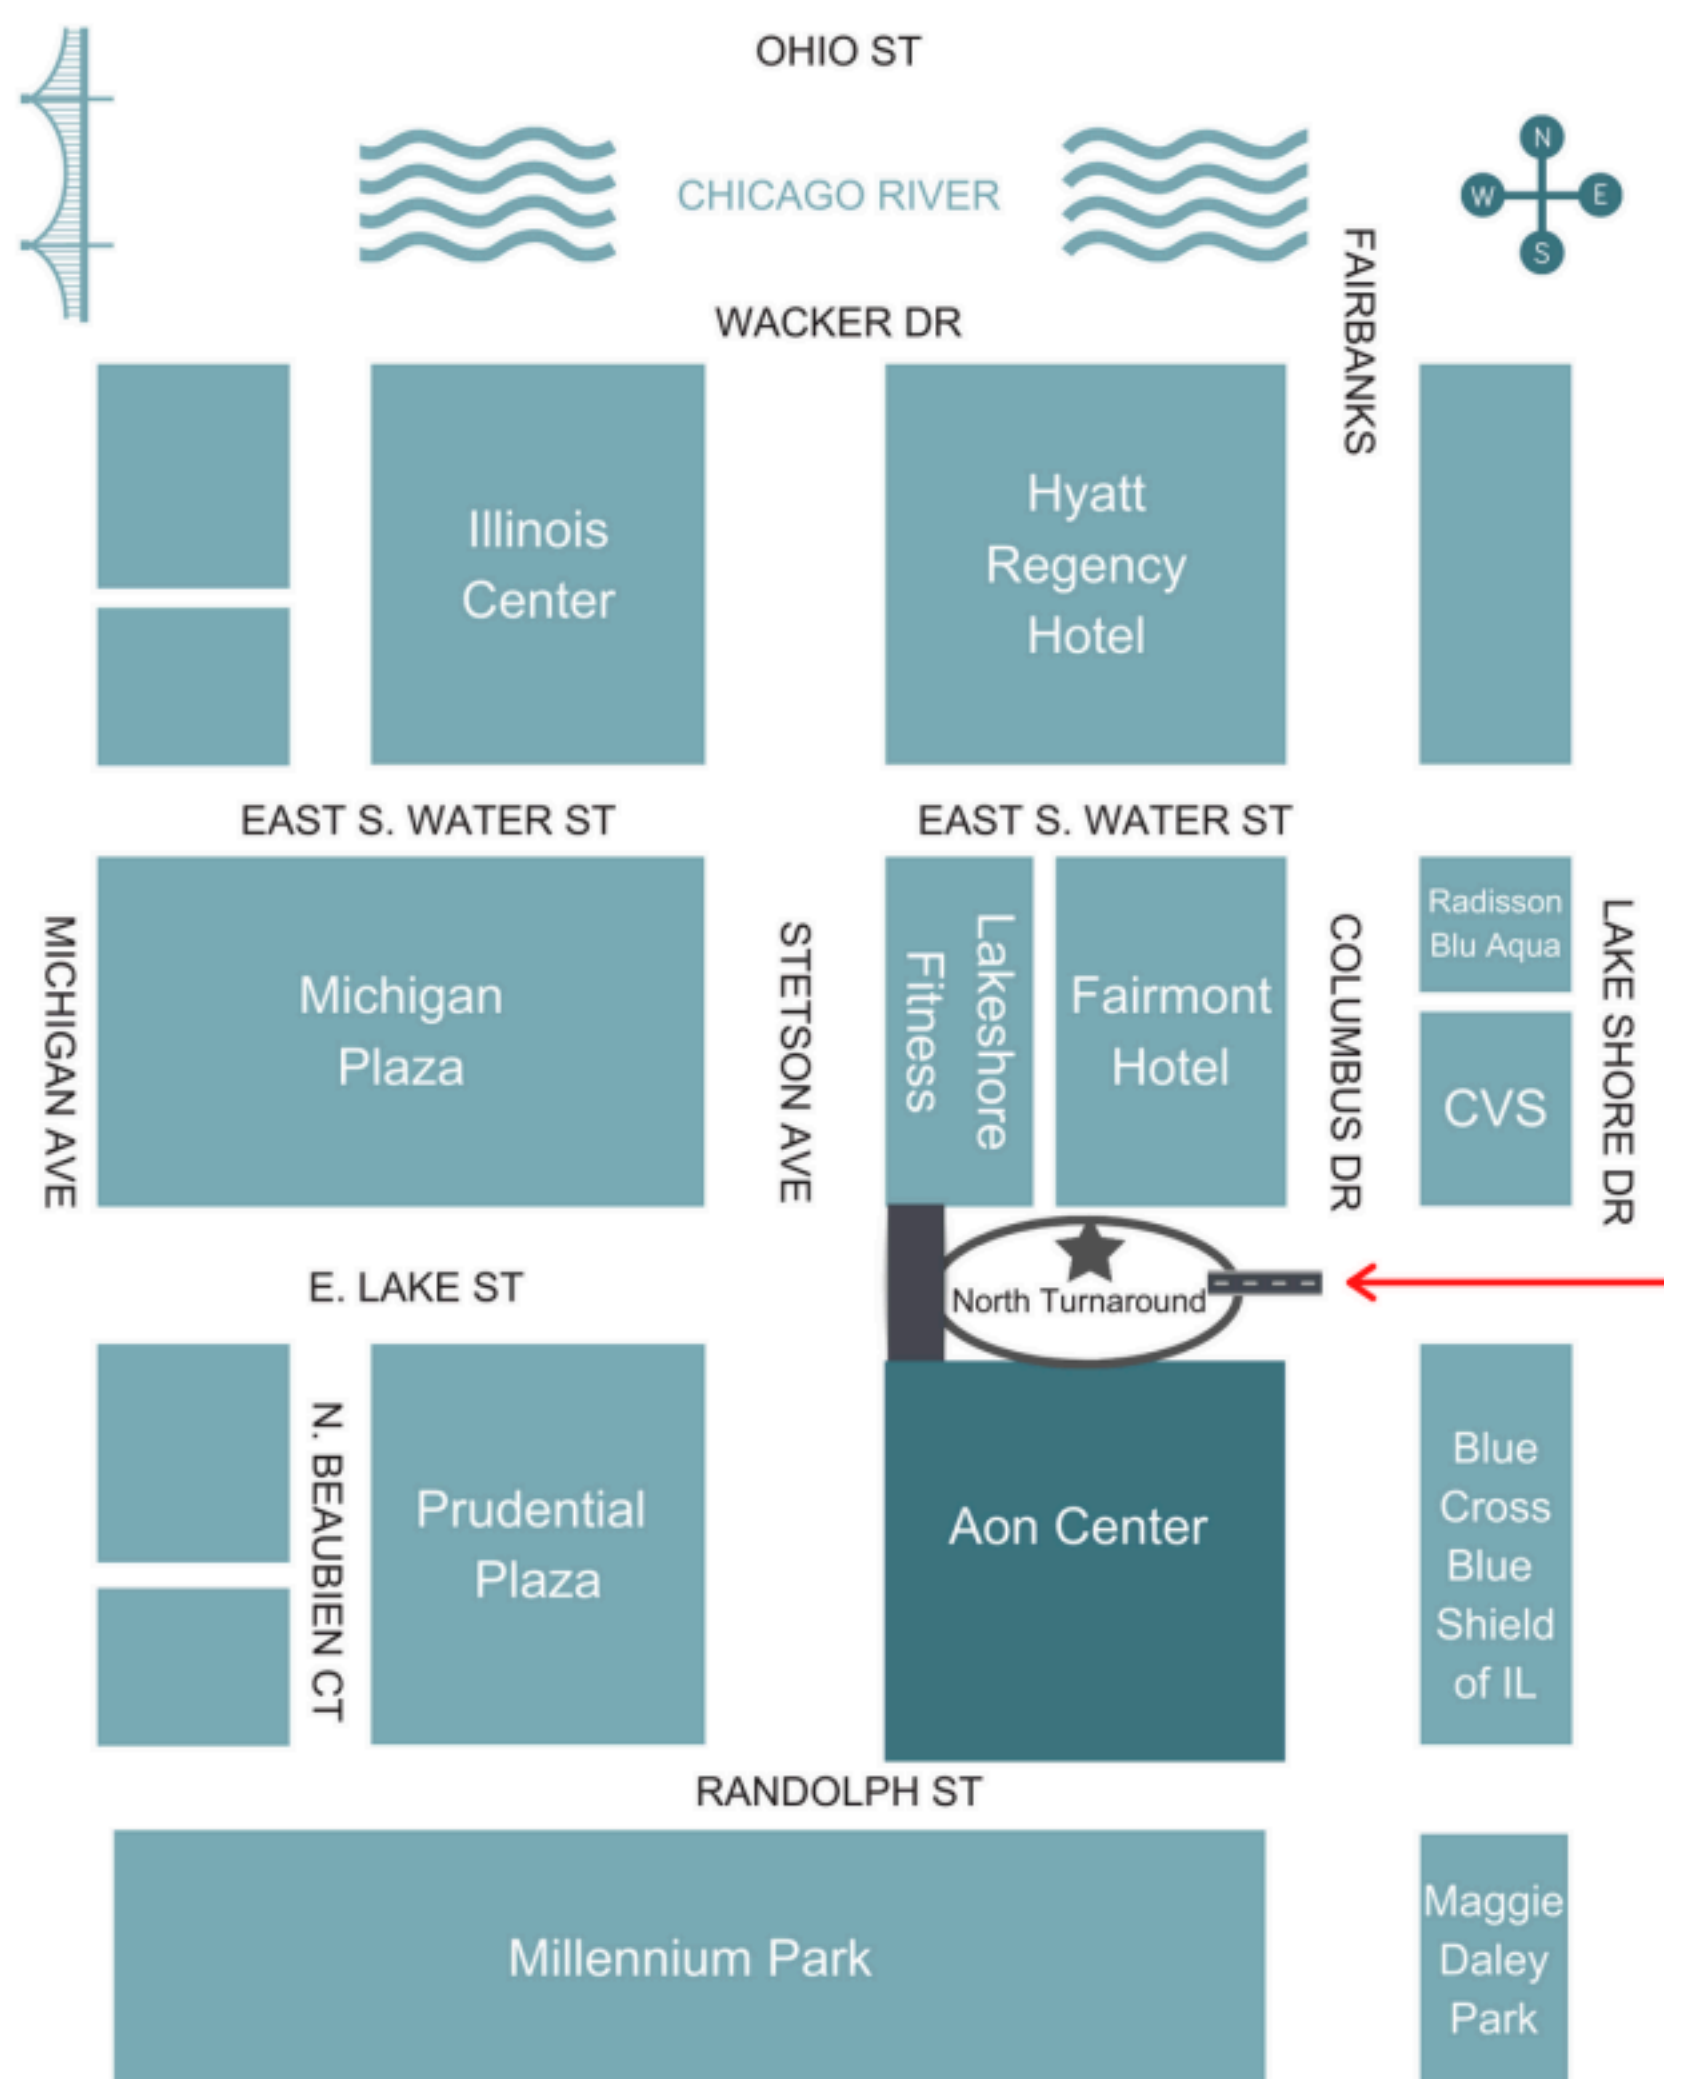 OHIO ST
CHICAGO RIVER
N
W
E
S
FAIRBANKS
WACKER DR
Illinois
Center
Hyatt
Regency
Hotel
EAST S. WATER ST
EAST S. WATER ST
MICHIGAN AVE
Michigan
Plaza
STETSON AVE
Lakeshore
Fitness
Fairmont
Hotel
COLUMBUS DR
Radisson
Blu Aqua
CVS
LAKE SHORE DR
E. LAKE ST
North Turnaround
N. BEAUBIEN CT
Prudential
Plaza
Aon Center
Blue
Cross
Blue
Shield
of IL
RANDOLPH ST
Millennium Park
Maggie
Daley
Park